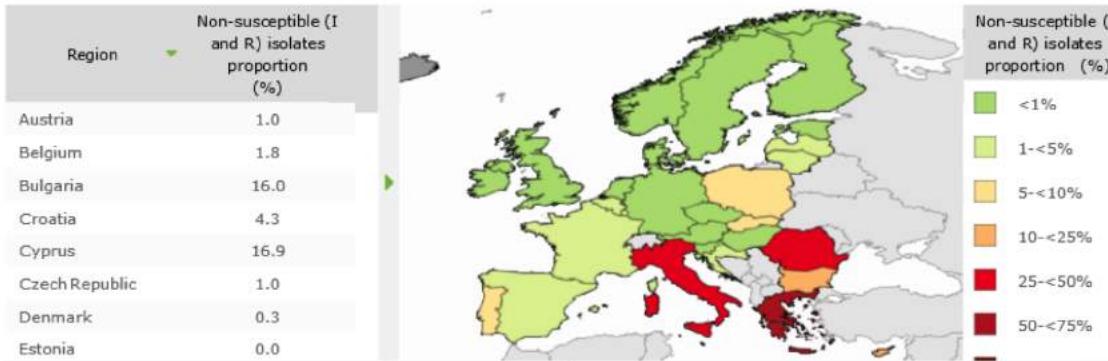 Region
Non-susceptible (I
and R) isolates
proportion
(%)
Austria 1.0
Belgium 1.8
Bulgaria 16.0
Croatia 4.3
Cyprus 16.9
Czech Republic 1.0
Denmark 0.3
Estonia 0.0
Non-susceptible (
and R) isolates
proportion (%)
<1%
1-<5%
5-<10%
10-<25%
25-<50%
50-<75%